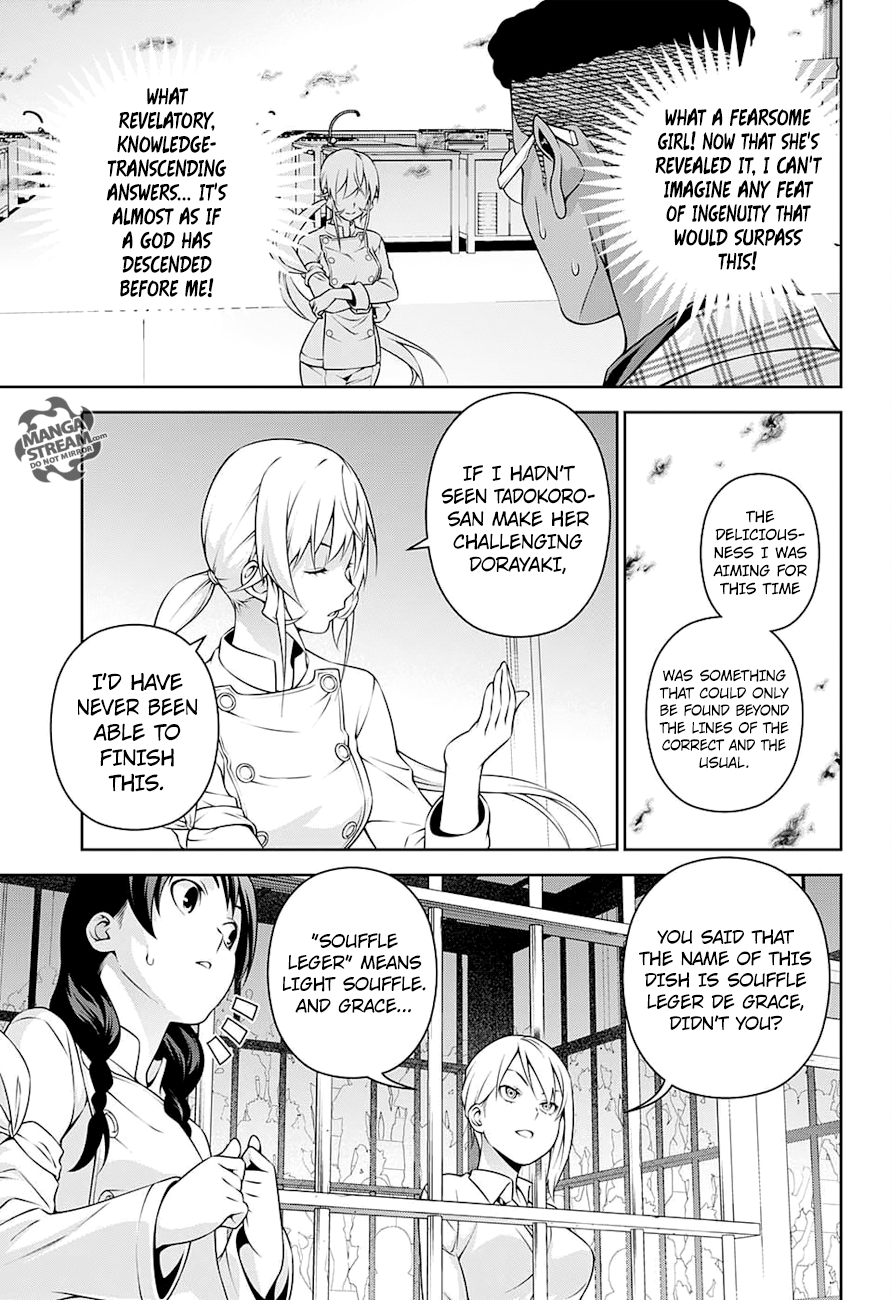 WHAT A FEARSOME
GIRL! NOW THAT SHE'S
REVEALED IT, I CAN'T
IMAGINE ANY FEAT
OF INGENUITY THAT
WOULD SURPASS
THIS!
WHAT
REVELATORY,
KNOWLEDGE-
TRANSCENDING
ANSWERS... IT'S
ALMOST AS IF
A GOD HAS
DESCENDED
BEFORE ME!
MANGA
STREAM.com
DO NOT MIRROR
THE
DELICIOUS-
NESS I WAS
AIMING FOR
THIS TIME
WAS SOMETHING
THAT COULD ONLY
BE FOUND BEYOND
THE LINES OF THE
CORRECT AND THE
USUAL.
IF I HADN'T
SEEN TADOKORO-
SAN MAKE HER
CHALLENGING
DORAYAKI,
I'D HAVE
NEVER BEEN
ABLE TO
FINISH
THIS.
YOU SAID THAT
THE NAME OF THIS
DISH IS SOUFFLE
LEGER DE GRACE,
DIDN'T YOU?
"SOUFFLE
LEGER" MEANS
LIGHT SOUFFLE.
AND GRACE...